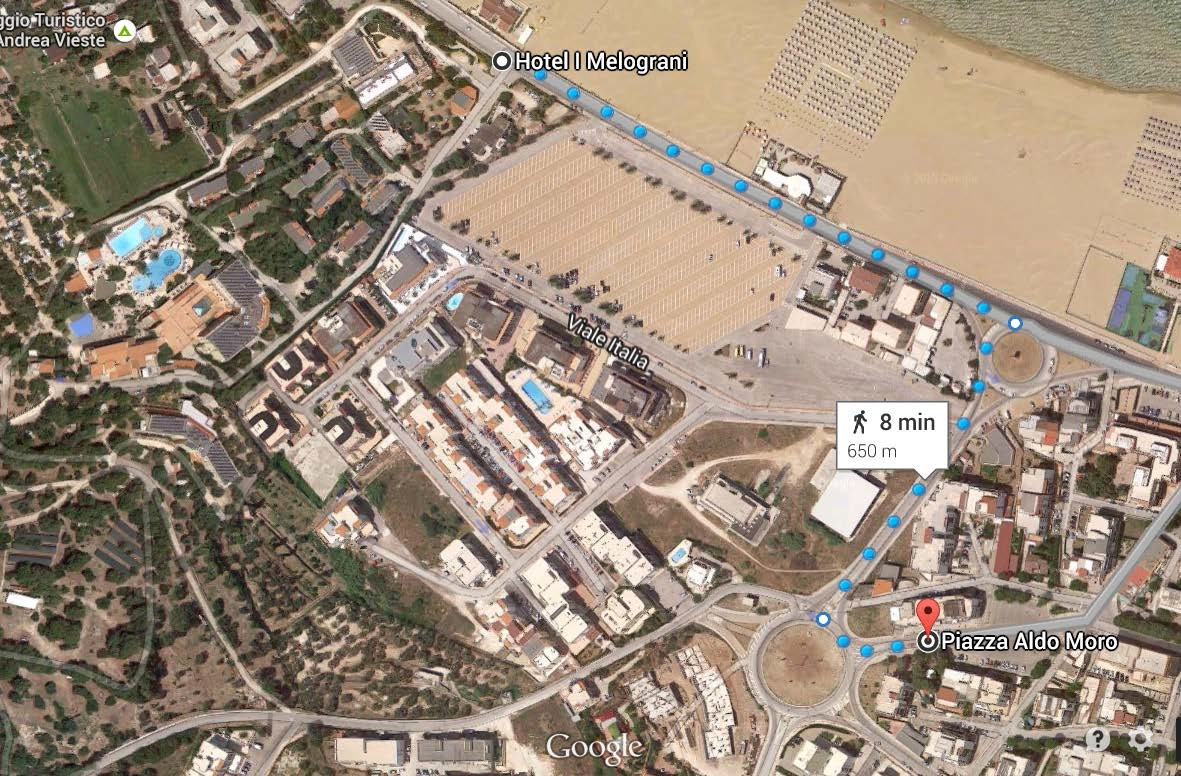 ggio Turistico
Andrea Vieste
Hotel I Melograni
Viale Italia
8 min
650 m
Piazza Aldo Moro
Google
?